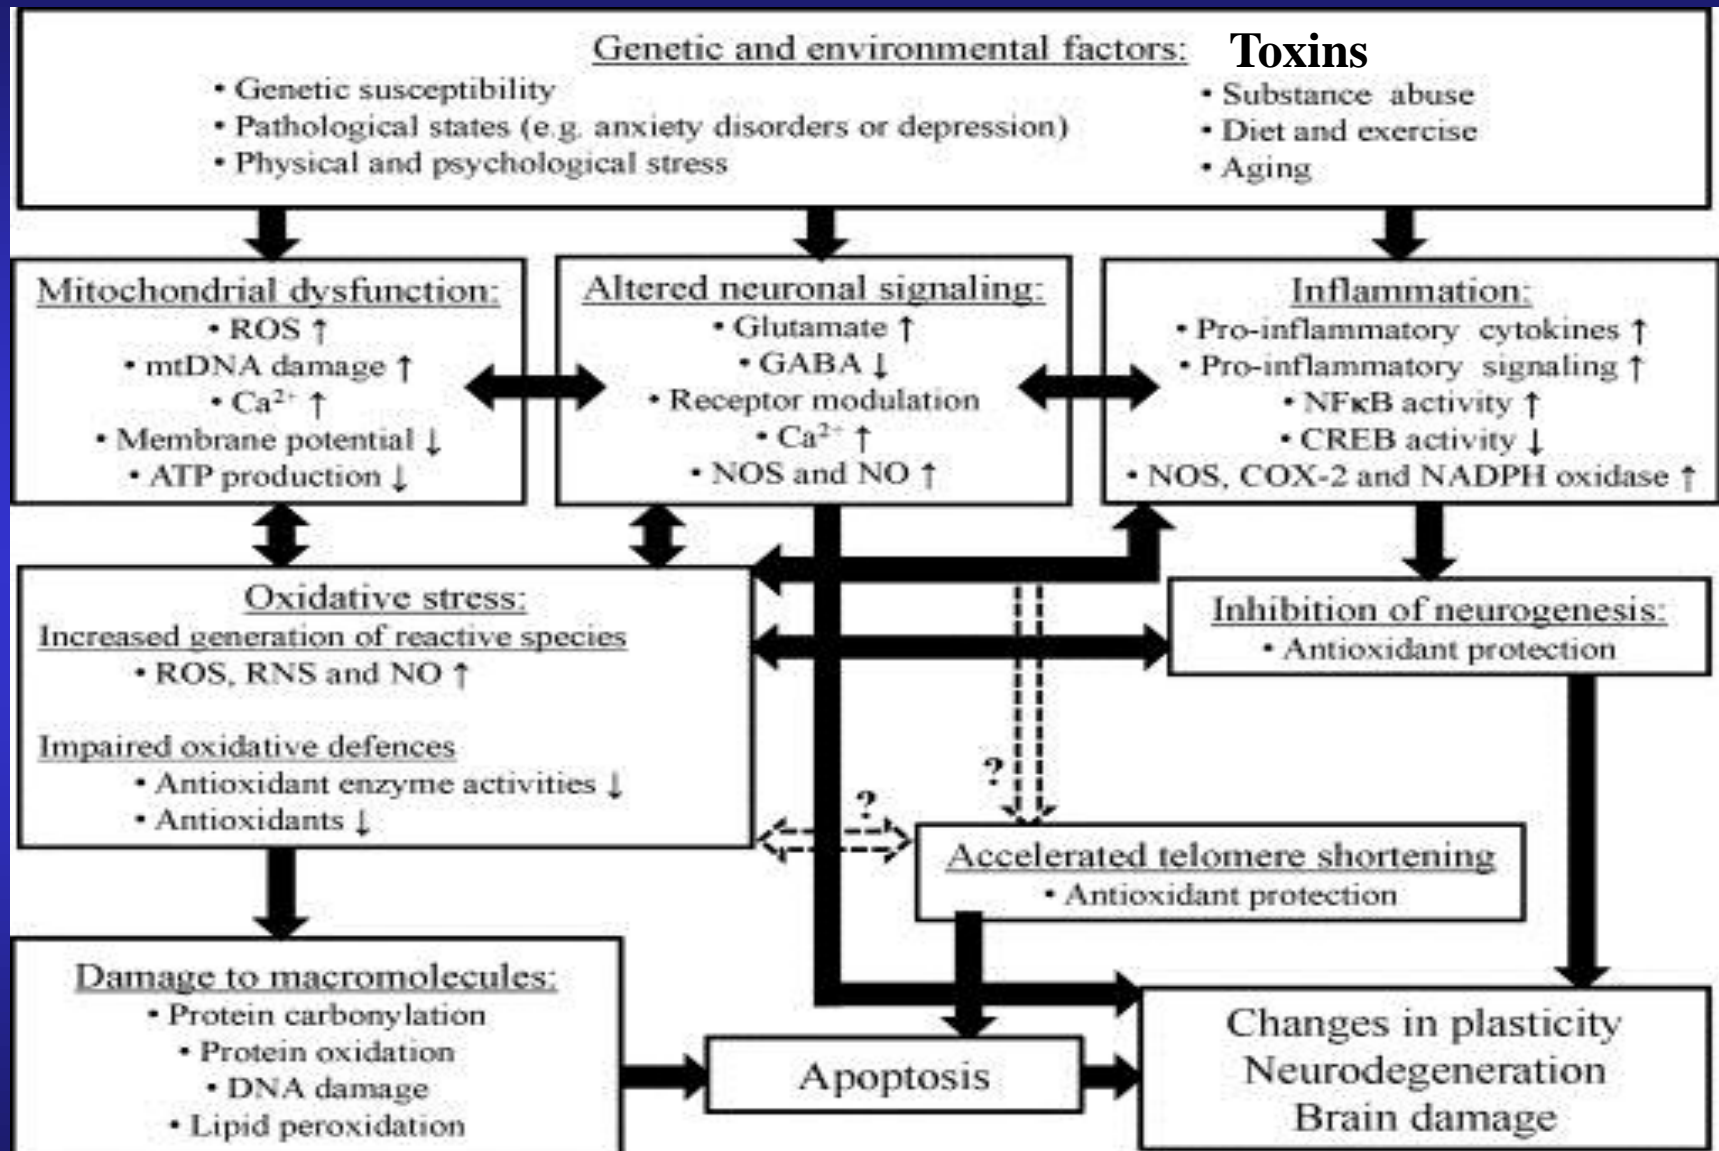 Genetic and environmental factors: Toxins
• Genetic susceptibility
• Pathological states (e.g. anxiety disorders or depression)
• Physical and psychological stress
• Substance abuse
• Diet and exercise
• Aging
Mitochondrial dysfunction:
• ROS ↑
• mtDNA damage ↑
• Ca²⁺ ↑
• Membrane potential ↓
• ATP production ↓
Altered neuronal signaling:
• Glutamate ↑
• GABA ↓
• Receptor modulation
• Ca²⁺ ↑
• NOS and NO ↑
Inflammation:
• Pro-inflammatory cytokines ↑
• Pro-inflammatory signaling ↑
• NFκB activity ↑
• CREB activity ↓
• NOS, COX-2 and NADPH oxidase ↑
Oxidative stress:
Increased generation of reactive species
• ROS, RNS and NO ↑
Impaired oxidative defences
• Antioxidant enzyme activities ↓
• Antioxidants ↓
Inhibition of neurogenesis:
• Antioxidant protection
?
?
Accelerated telomere shortening
• Antioxidant protection
Damage to macromolecules:
• Protein carbonylation
• Protein oxidation
• DNA damage
• Lipid peroxidation
Apoptosis
Changes in plasticity
Neurodegeneration
Brain damage